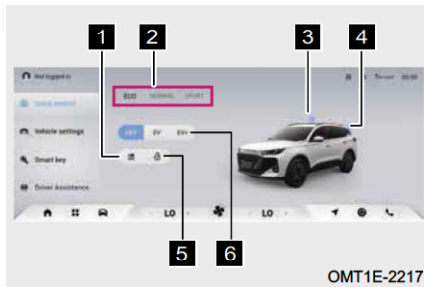 1 2 3 4
Not logged in
ECO NORMAL SPORT
Vehicle settings
HEV EV EV+
Smart key
Driver Assistance
LO LO
5 6
OMT1E-2217